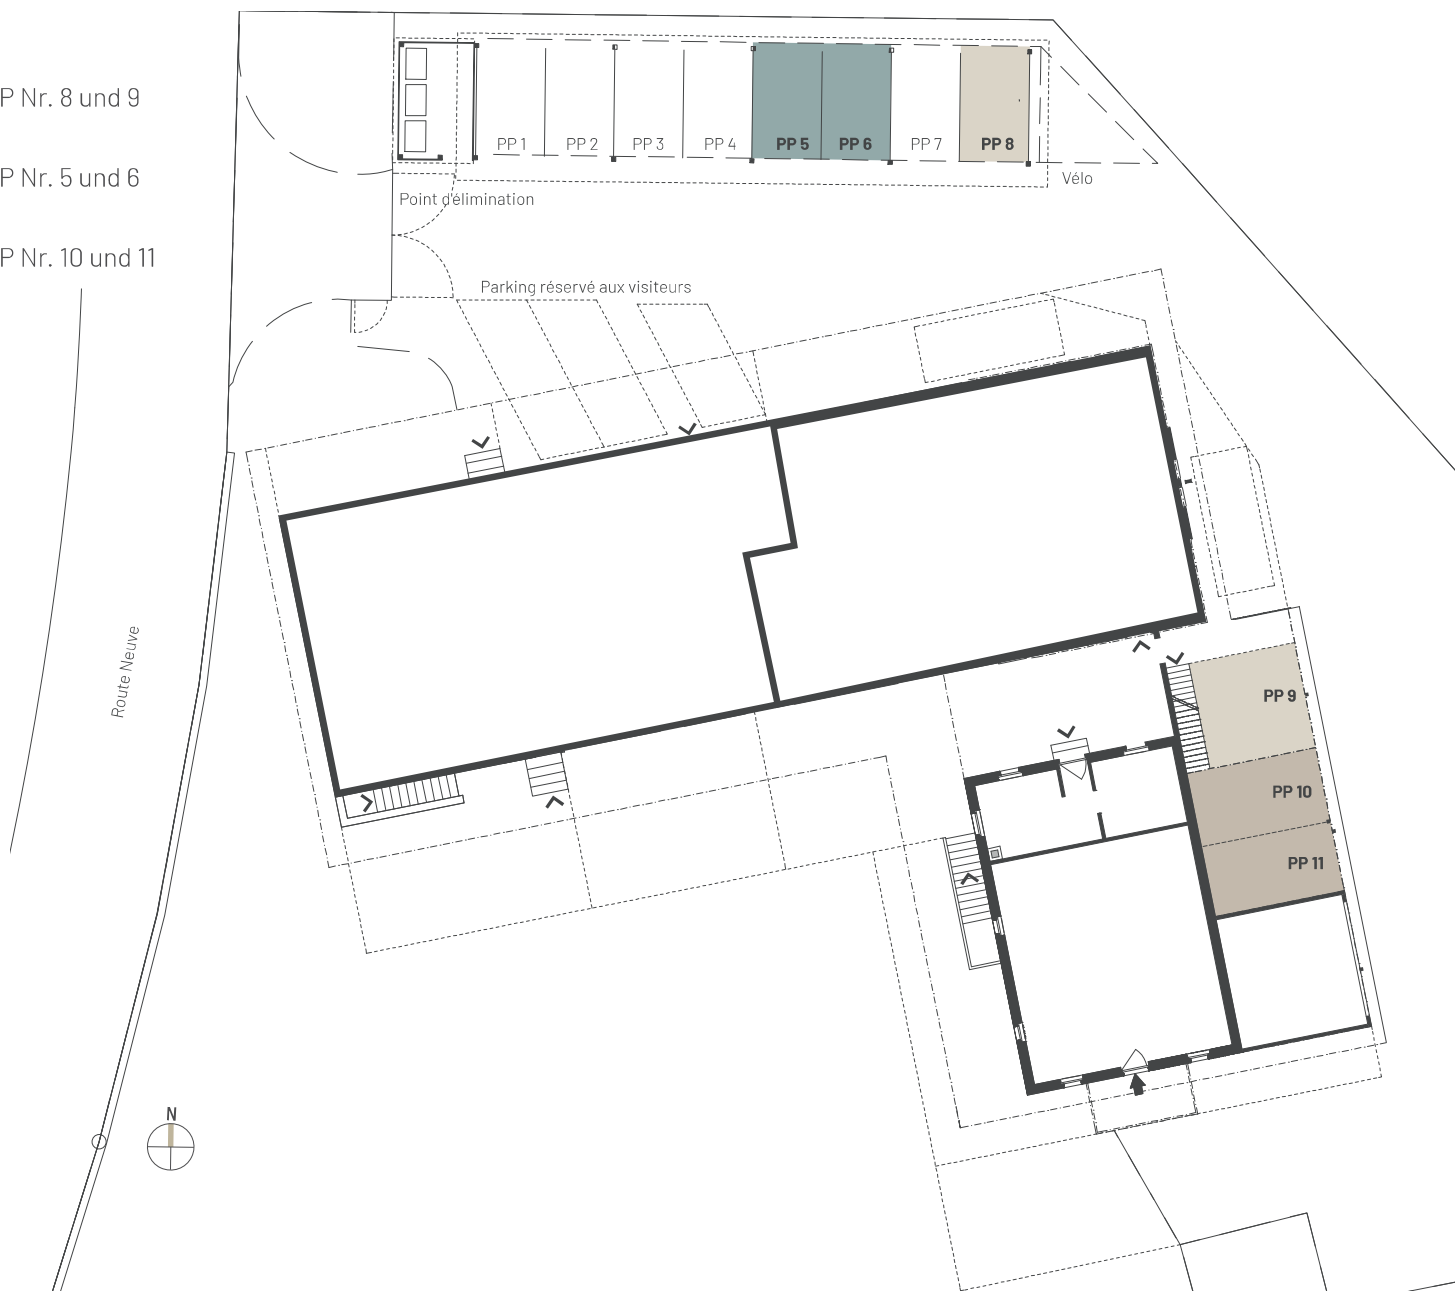 P Nr. 8 und 9
P Nr. 5 und 6
P Nr. 10 und 11
PP 1
PP 2
PP 3
PP 4
PP 5
PP 6
PP 7
PP 8
Vélo
Point d'élimination
Parking réservé aux visiteurs
Route Neuve
PP 9
PP 10
PP 11
N